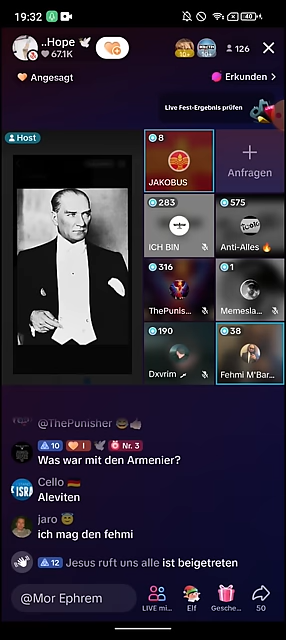 19:32
40
..Hope 🕊️
67.1K
126
Angesagt
Erkunden >
Live Fest-Ergebnis prüfen
Host
8
JAKOBUS
+
Anfragen
283
ICH BIN
575
Anti-Alles 🔥
316
ThePunis...
1
Memesla...
190
Dxvrim
38
Fehmi M'Bar...
@ThePunisher
10 I Nr. 3
Was war mit den Armenier?
Cello 🇩🇪
Aleviten
jaro 😇
ich mag den fehmi
12 Jesus ruft uns alle ist beigetreten
@Mor Ephrem
LIVE mi...
Elf
Gesche...
50